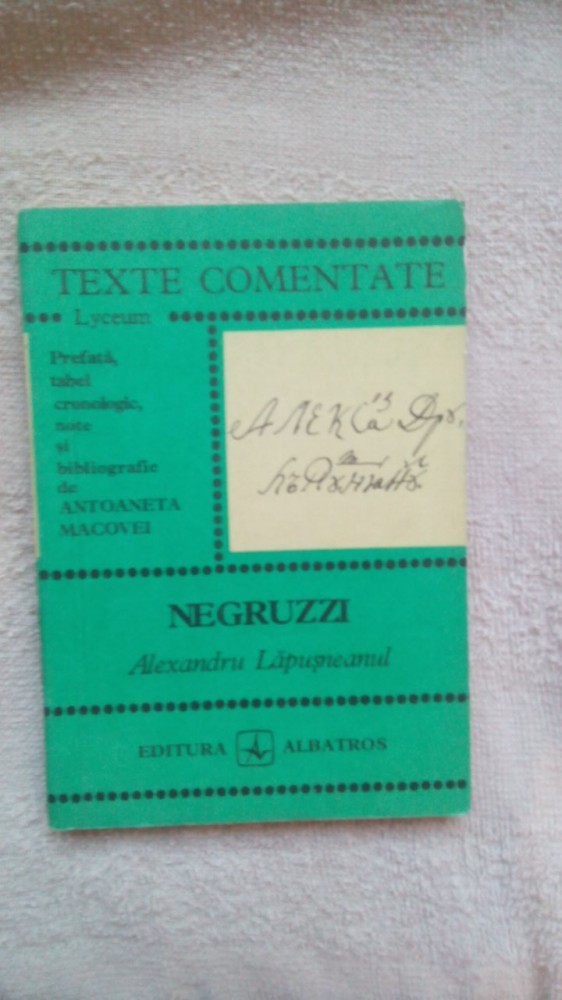 TEXTE COMENTATE
Lyceum
Prefață,
tabel
cronologic,
note
și
bibliografie
de
ANTOANETA
MACOVEI
NEGRUZZI
Alexandru Lăpușneanul
EDITURA ALBATROS